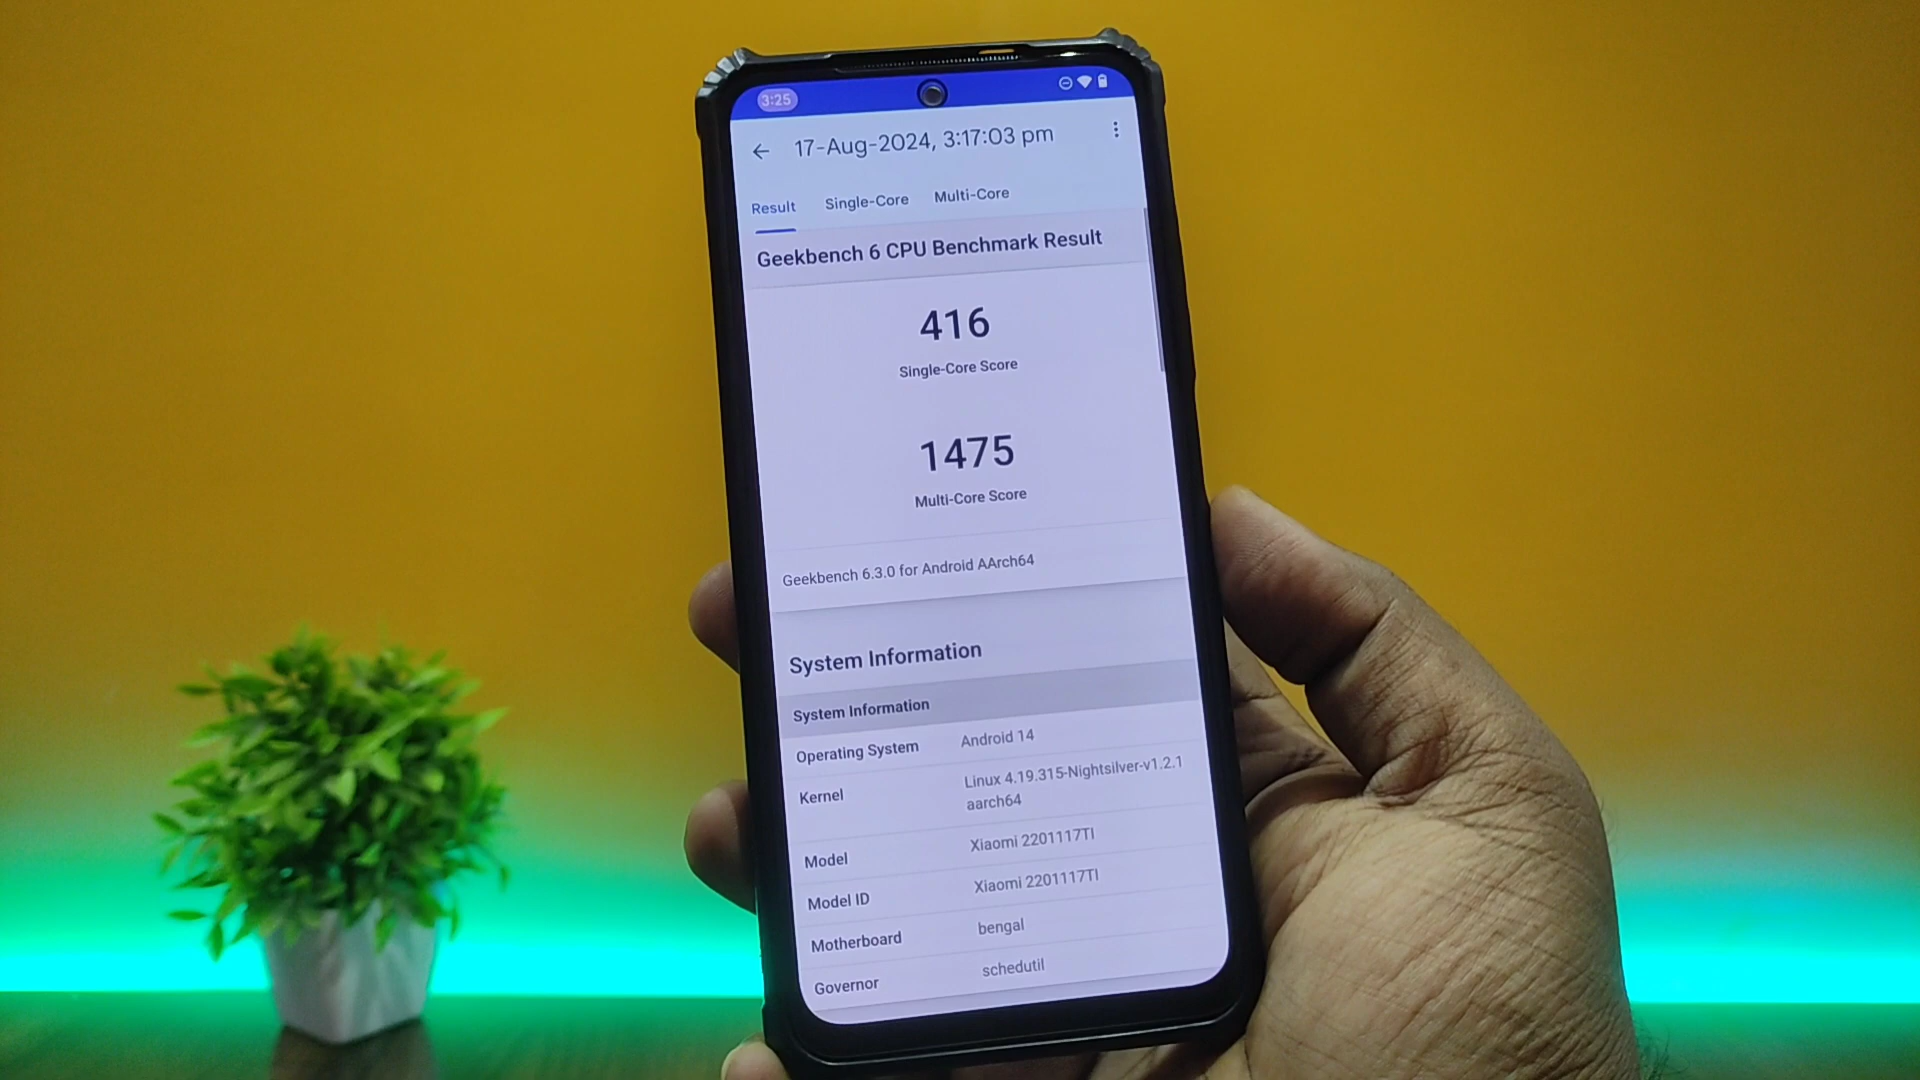 3:25
17-Aug-2024, 3:17:03 pm
Result Single-Core Multi-Core
Geekbench 6 CPU Benchmark Result
416
Single-Core Score
1475
Multi-Core Score
Geekbench 6.3.0 for Android AArch64
System Information
System Information
Operating System Android 14
Kernel Linux 4.19.315-Nightsilver-v1.2.1
aarch64
Model Xiaomi 2201117TI
Model ID Xiaomi 2201117TI
Motherboard bengal
Governor schedutil